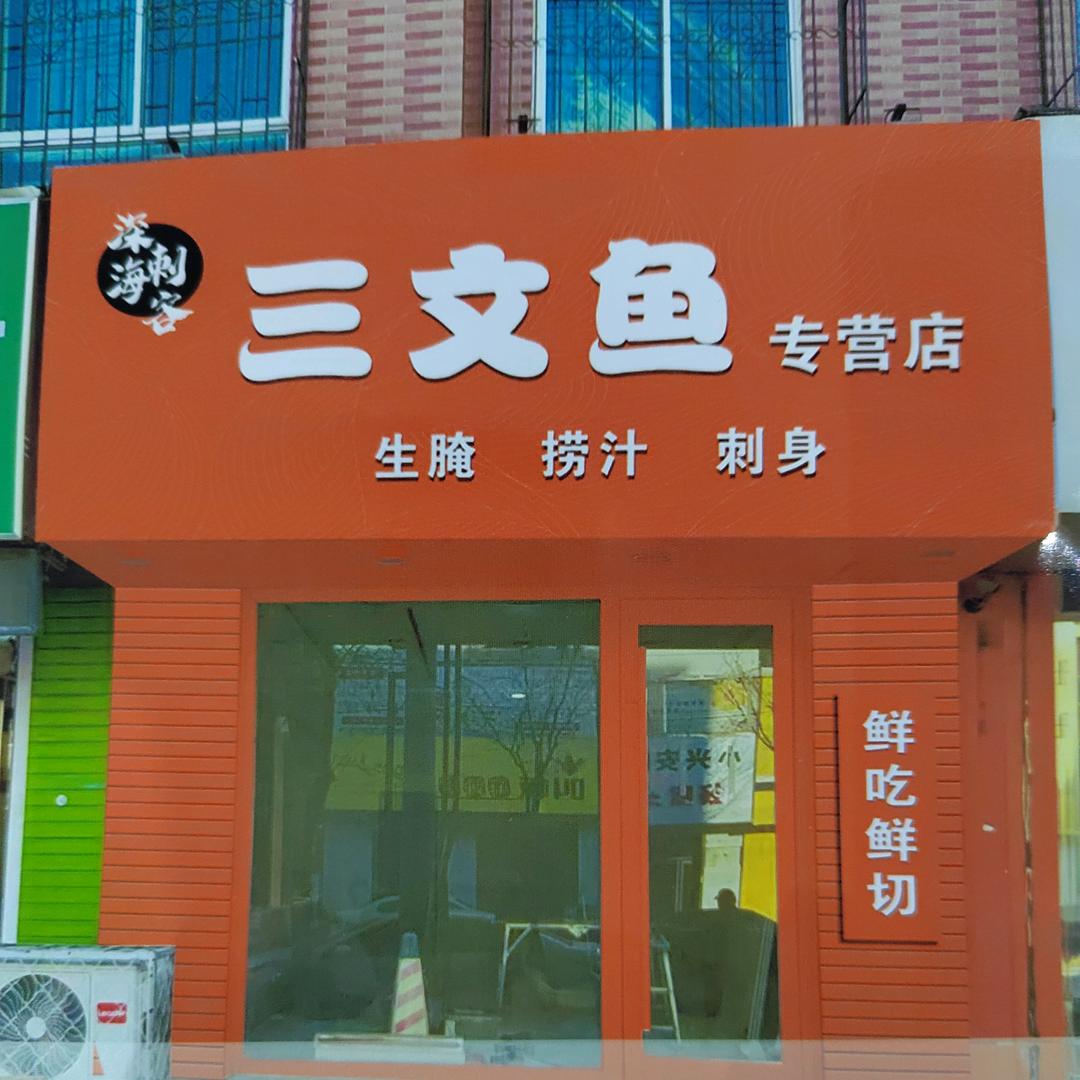 深海刺客
三文鱼 专营店
生腌 捞汁 刺身
鲜吃鲜切
Leader